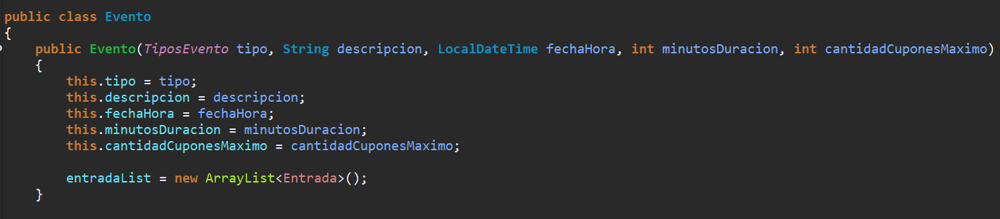 public class Evento
{
    public Evento(TiposEvento tipo, String descripcion, LocalDateTime fechaHora, int minutosDuracion, int cantidadCuponesMaximo)
    {
        this.tipo = tipo;
        this.descripcion = descripcion;
        this.fechaHora = fechaHora;
        this.minutosDuracion = minutosDuracion;
        this.cantidadCuponesMaximo = cantidadCuponesMaximo;

        entradaList = new ArrayList<Entrada>();
    }